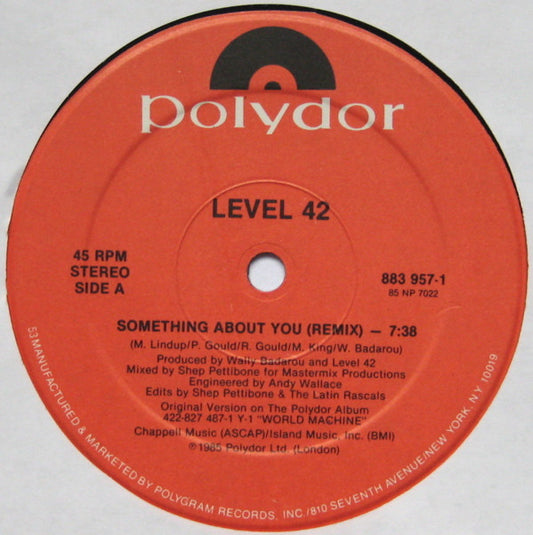 polydor
LEVEL 42
45 RPM
STEREO
SIDE A
883 957-1
85 NP 7022
SOMETHING ABOUT YOU (REMIX) — 7:38
(M. Lindup/P. Gould/R. Gould/M. King/W. Badarou)
Produced by Wally Badarou and Level 42
Mixed by Shep Pettibone for Mastermix Productions
Engineered by Andy Wallace
Edits by Shep Pettibone & The Latin Rascals
Original Version on The Polydor Album
422-827 487-1 Y-1 "WORLD MACHINE"
Chappell Music (ASCAP)/Island Music, Inc. (BMI)
℗1985 Polydor Ltd. (London)
53 MANUFACTURED & MARKETED BY POLYGRAM RECORDS, INC./810 SEVENTH AVENUE/NEW YORK, NY 10019